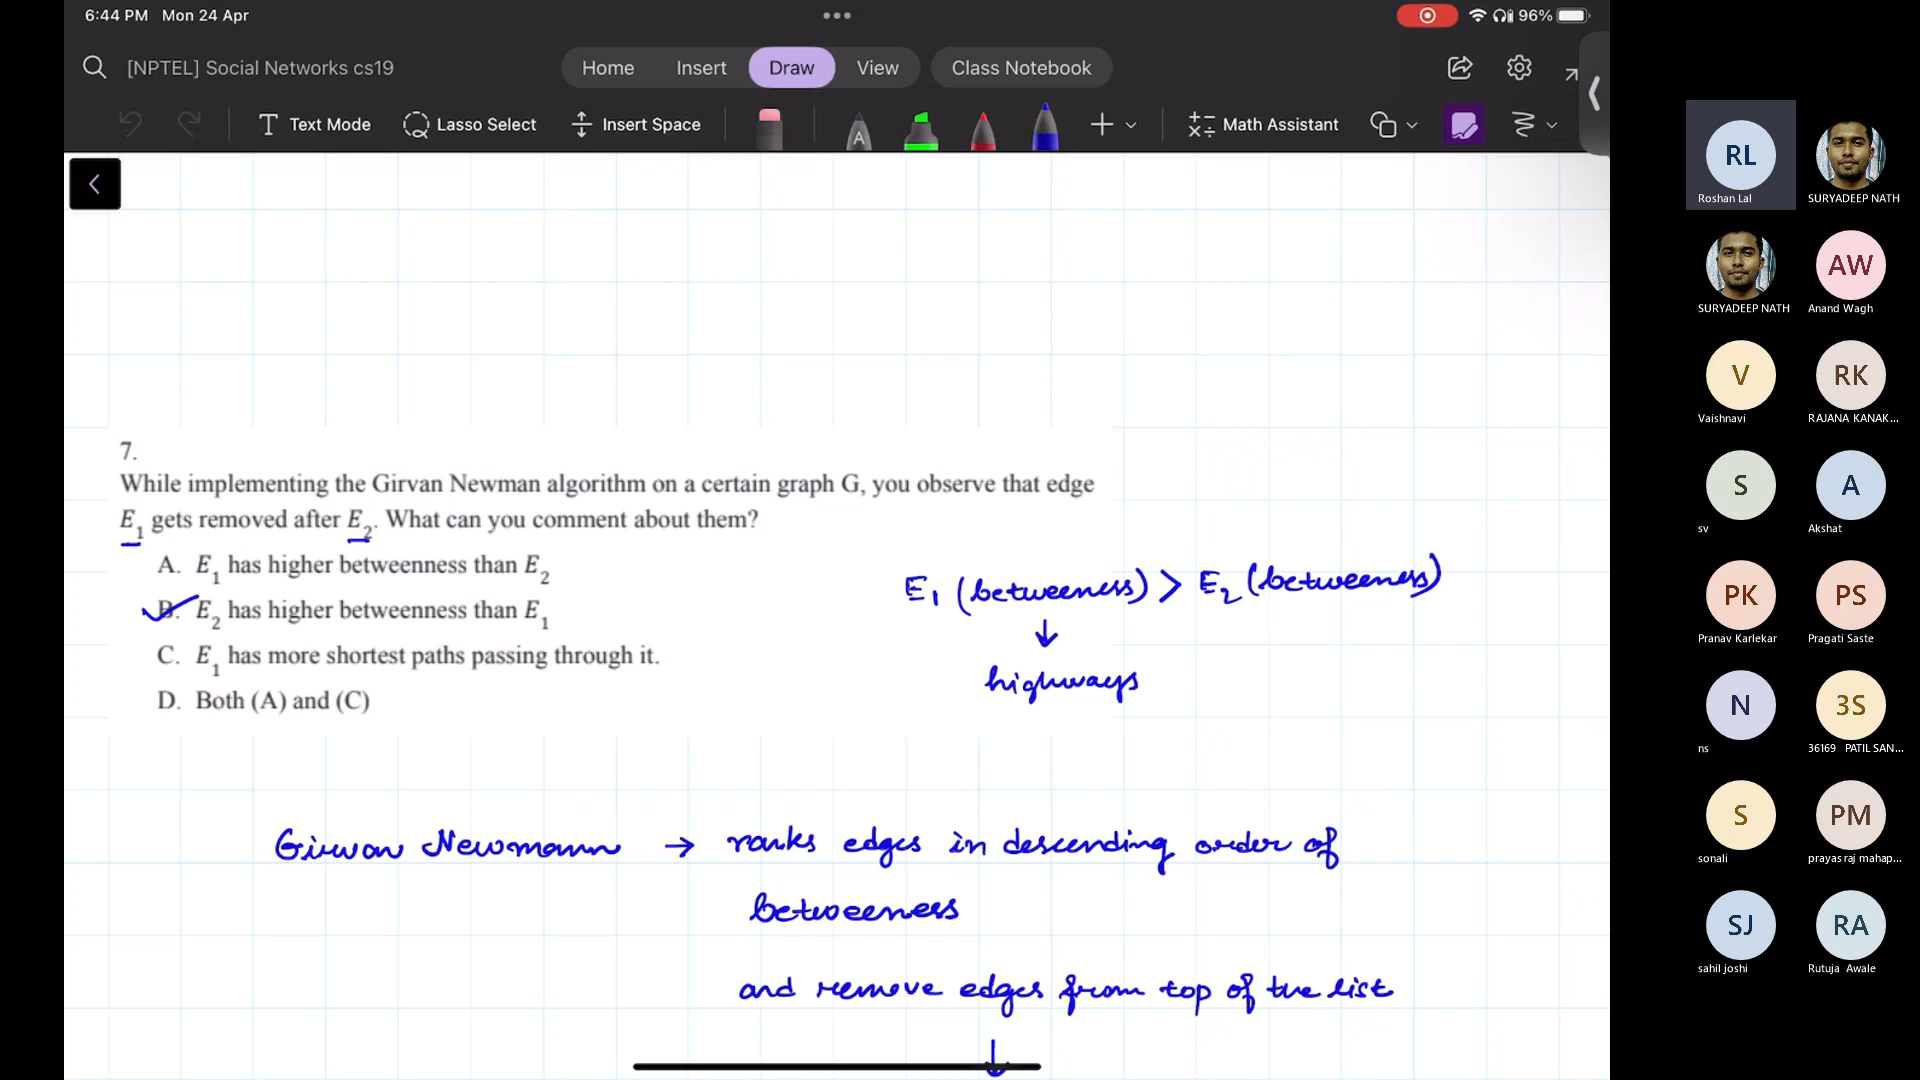 6:44 PM Mon 24 Apr
96%
[NPTEL] Social Networks cs19
Home Insert Draw View Class Notebook
Text Mode Lasso Select Insert Space Math Assistant
7.
While implementing the Girvan Newman algorithm on a certain graph G, you observe that edge
E1 gets removed after E2. What can you comment about them?
A. E1 has higher betweenness than E2
B. E2 has higher betweenness than E1
C. E1 has more shortest paths passing through it.
D. Both (A) and (C)
E1 (betweeness) > E2 (betweeness)
↓
highways
Girvan Newmann → ranks edges in descending order of
betweeness
and remove edges from top of the list
↓
RL
Roshan Lal SURYADEEP NATH
AW
SURYADEEP NATH Anand Wagh
V RK
Vaishnavi RAJANA KANAK...
S A
sv Akshat
PK PS
Pranav Karlekar Pragati Saste
N 3S
ns 36169 PATIL SAN...
S PM
sonali prayas raj mahap...
SJ RA
sahil joshi Rutuja Awale